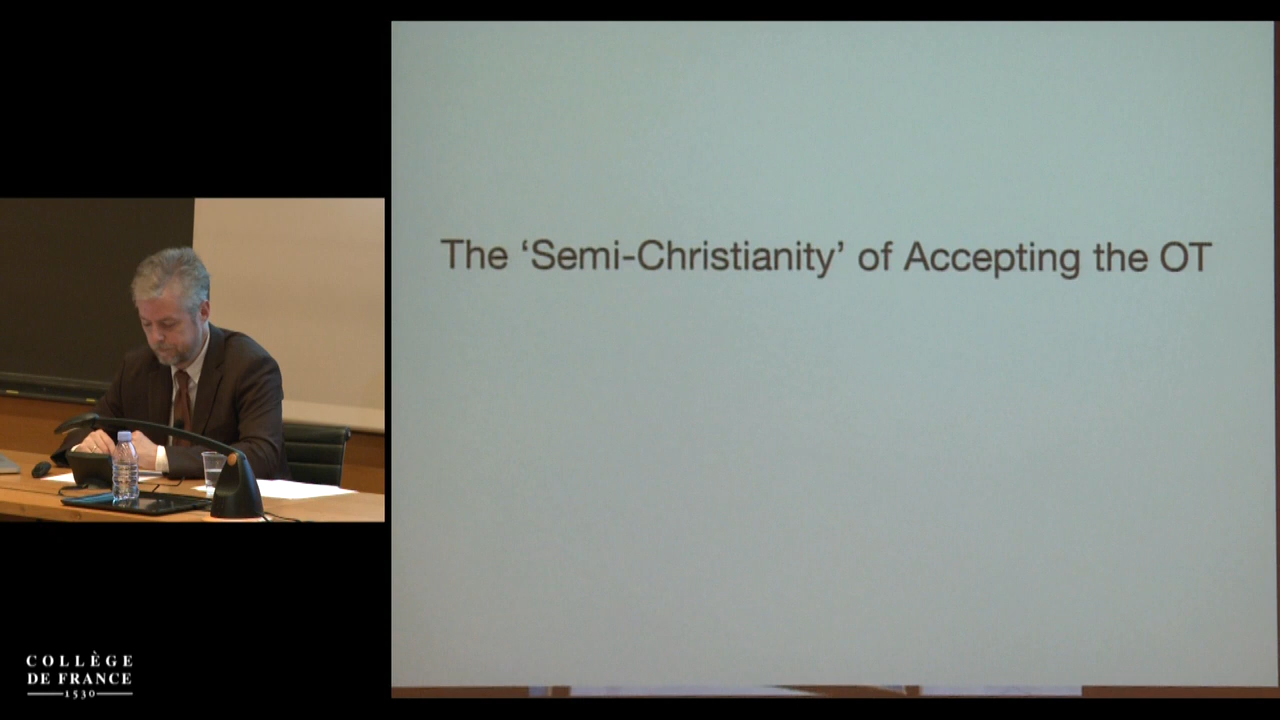 The ‘Semi-Christianity’ of Accepting the OT
COLLÈGE
DE FRANCE
1530